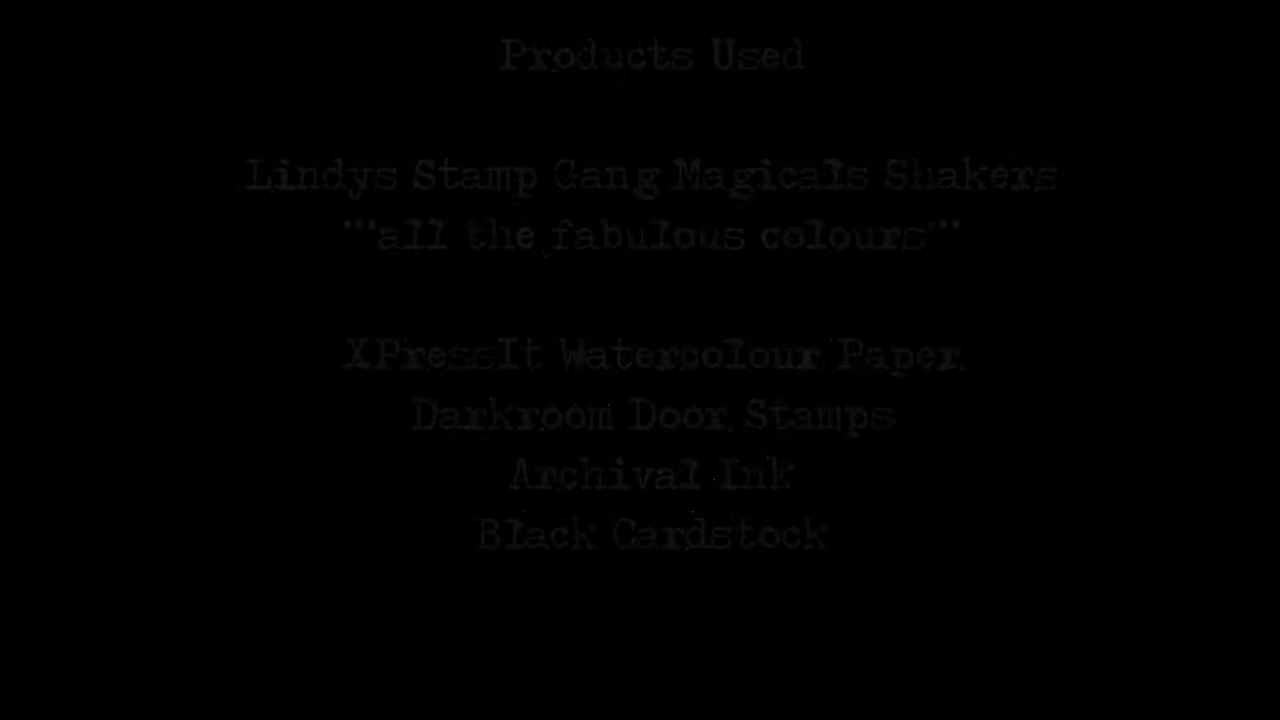 Products Used
Lindys Stamp Gang Magicals Shakers
"'all the fabulous colours'"
XPressIt Watercolour Paper
Darkroom Door Stamps
Archival Ink
Black Cardstock